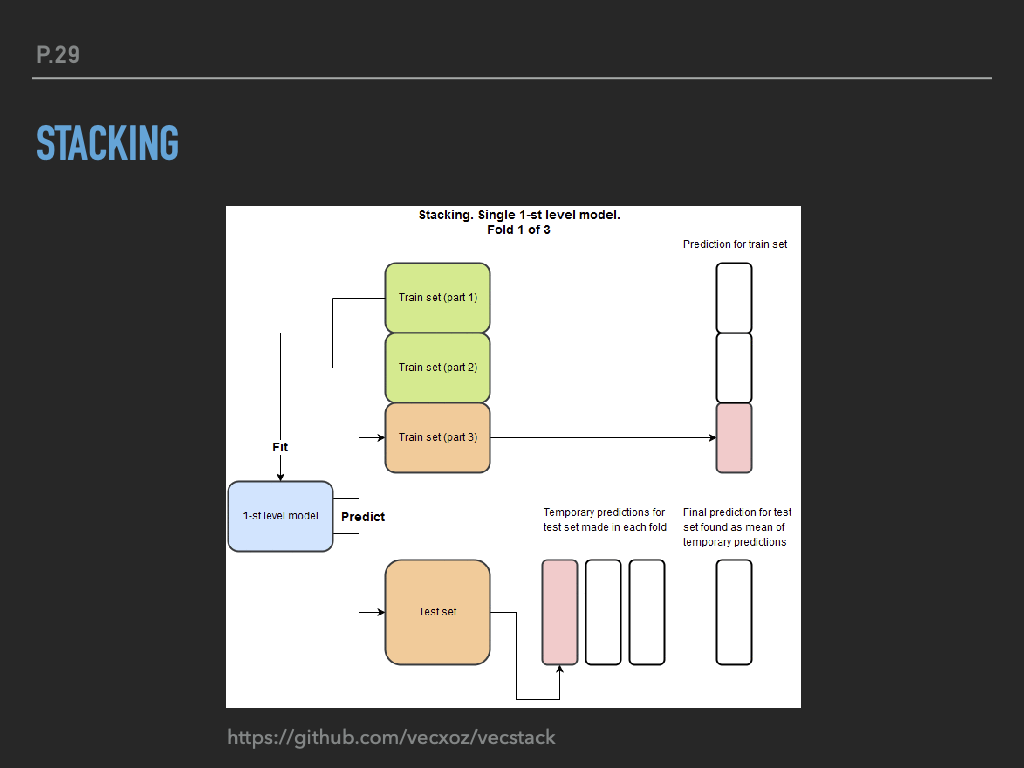 P.29
STACKING
Stacking. Single 1-st level model.
Fold 1 of 3
Prediction for train set
Train set (part 1)
Train set (part 2)
Train set (part 3)
Fit
1-st level model
Predict
Temporary predictions for
test set made in each fold
Final prediction for test
set found as mean of
temporary predictions
Test set
https://github.com/vecxoz/vecstack